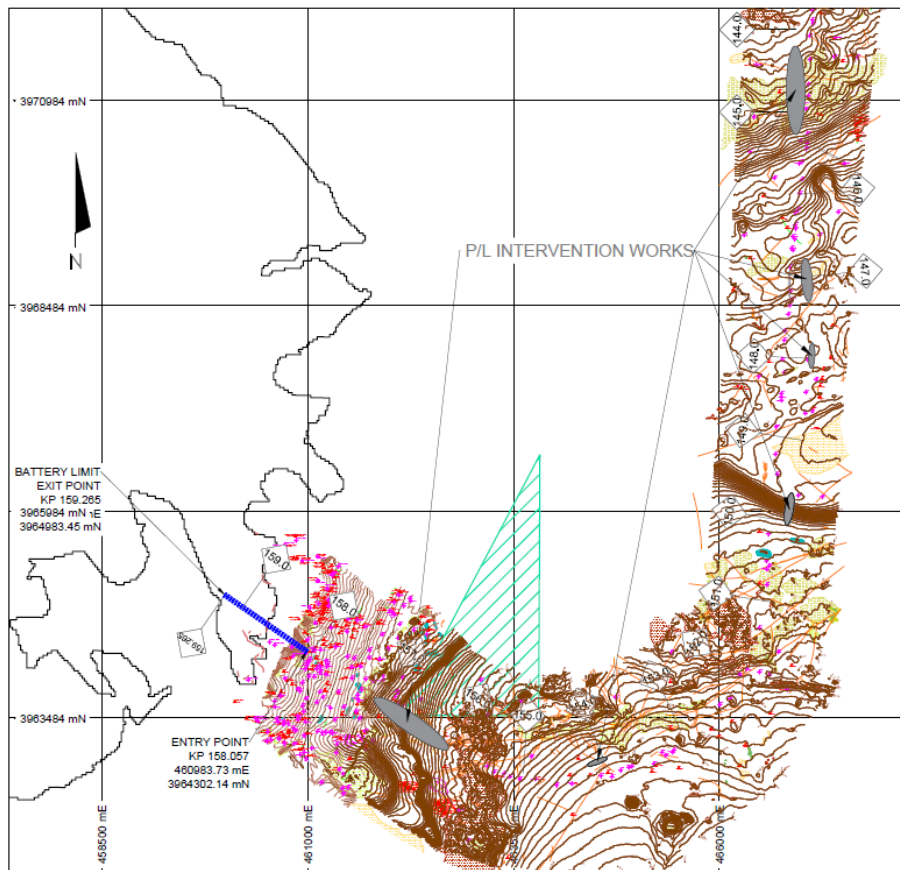 144.0
3970984 mN
145.0
146.0
N
P/L INTERVENTION WORKS
147.0
3968484 mN
148.0
149.0
BATTERY LIMIT
EXIT POINT
KP 159.265
3965984 mN
3964983.45 mN
150.0
159.0
151.0
158.0
159.265
3963484 mN
155.0
ENTRY POINT
KP 158.057
460983.73 mE
3964302.14 mN
458500 mE
461000 mE
466000 mE